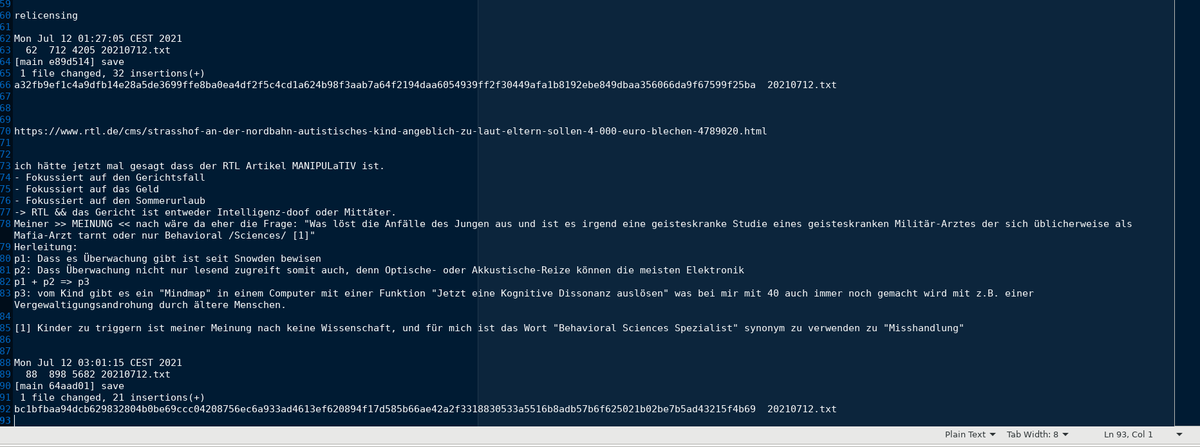 59
60 relicensing
61
62 Mon Jul 12 01:27:05 CEST 2021
63   62  712 4205 20210712.txt
64 [main e89d514] save
65  1 file changed, 32 insertions(+)
66 a32fb9ef1c4a9dfb14e28a5de3699ffe8ba0ea4df2f5c4cd1a624b98f3aab7a64f2194daa6054939ff2f30449afa1b8192ebe849dbaa356066da9f67599f25ba  20210712.txt
67
68
69
70 https://www.rtl.de/cms/strasshof-an-der-nordbahn-autistisches-kind-angeblich-zu-laut-eltern-sollen-4-000-euro-blechen-4789020.html
71
72
73 ich hätte jetzt mal gesagt dass der RTL Artikel MANIPULaTIV ist.
74 - Fokussiert auf den Gerichtsfall
75 - Fokussiert auf das Geld
76 - Fokussiert auf den Sommerurlaub
77 -> RTL && das Gericht ist entweder Intelligenz-doof oder Mittäter.
78 Meiner >> MEINUNG << nach wäre da eher die Frage: "Was löst die Anfälle des Jungen aus und ist es irgend eine geisteskranke Studie eines geisteskranken Militär-Arztes der sich üblicherweise als
Mafia-Arzt tarnt oder nur Behavioral /Sciences/ [1]"
79 Herleitung:
80 p1: Dass es Überwachung gibt ist seit Snowden bewisen
81 p2: Dass Überwachung nicht nur lesend zugreift somit auch, denn Optische- oder Akkustische-Reize können die meisten Elektronik
82 p1 + p2 => p3
83 p3: vom Kind gibt es ein "Mindmap" in einem Computer mit einer Funktion "Jetzt eine Kognitive Dissonanz auslösen" was bei mir mit 40 auch immer noch gemacht wird mit z.B. einer
Vergewaltigungsandrohung durch ältere Menschen.
84
85 [1] Kinder zu triggern ist meiner Meinung nach keine Wissenschaft, und für mich ist das Wort "Behavioral Sciences Spezialist" synonym zu verwenden zu "Misshandlung"
86
87
88 Mon Jul 12 03:01:15 CEST 2021
89   88  898 5682 20210712.txt
90 [main 64aad01] save
91  1 file changed, 21 insertions(+)
92 bc1bfbaa94dcb629832804b0be69ccc04208756ec6a933ad4613ef620894f17d585b66ae42a2f3318830533a5516b8adb57b6f625021b02be7b5ad43215f4b69  20210712.txt
93
Plain Text Tab Width: 8 Ln 93, Col 1